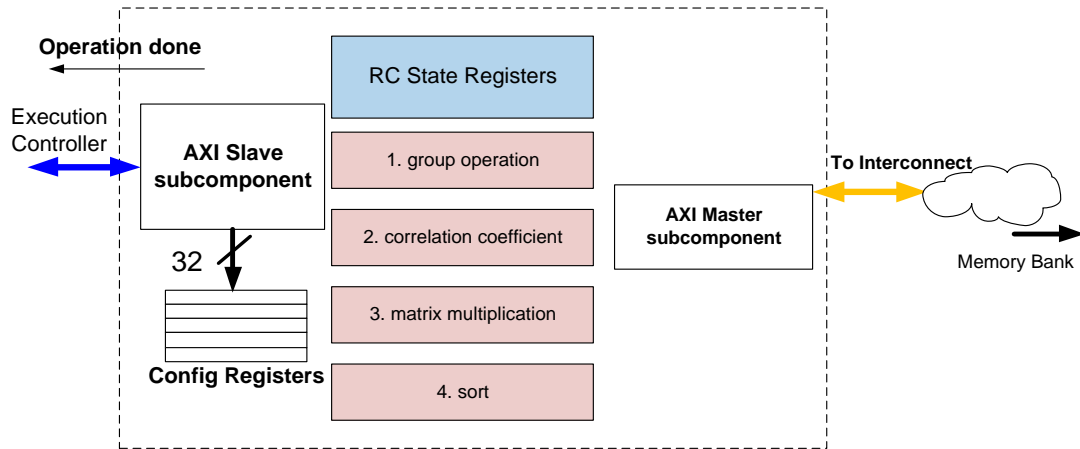 Operation done
RC State Registers
Execution
Controller
AXI Slave
subcomponent
1. group operation
To Interconnect
AXI Master
subcomponent
2. correlation coefficient
32
Memory Bank
3. matrix multiplication
Config Registers
4. sort